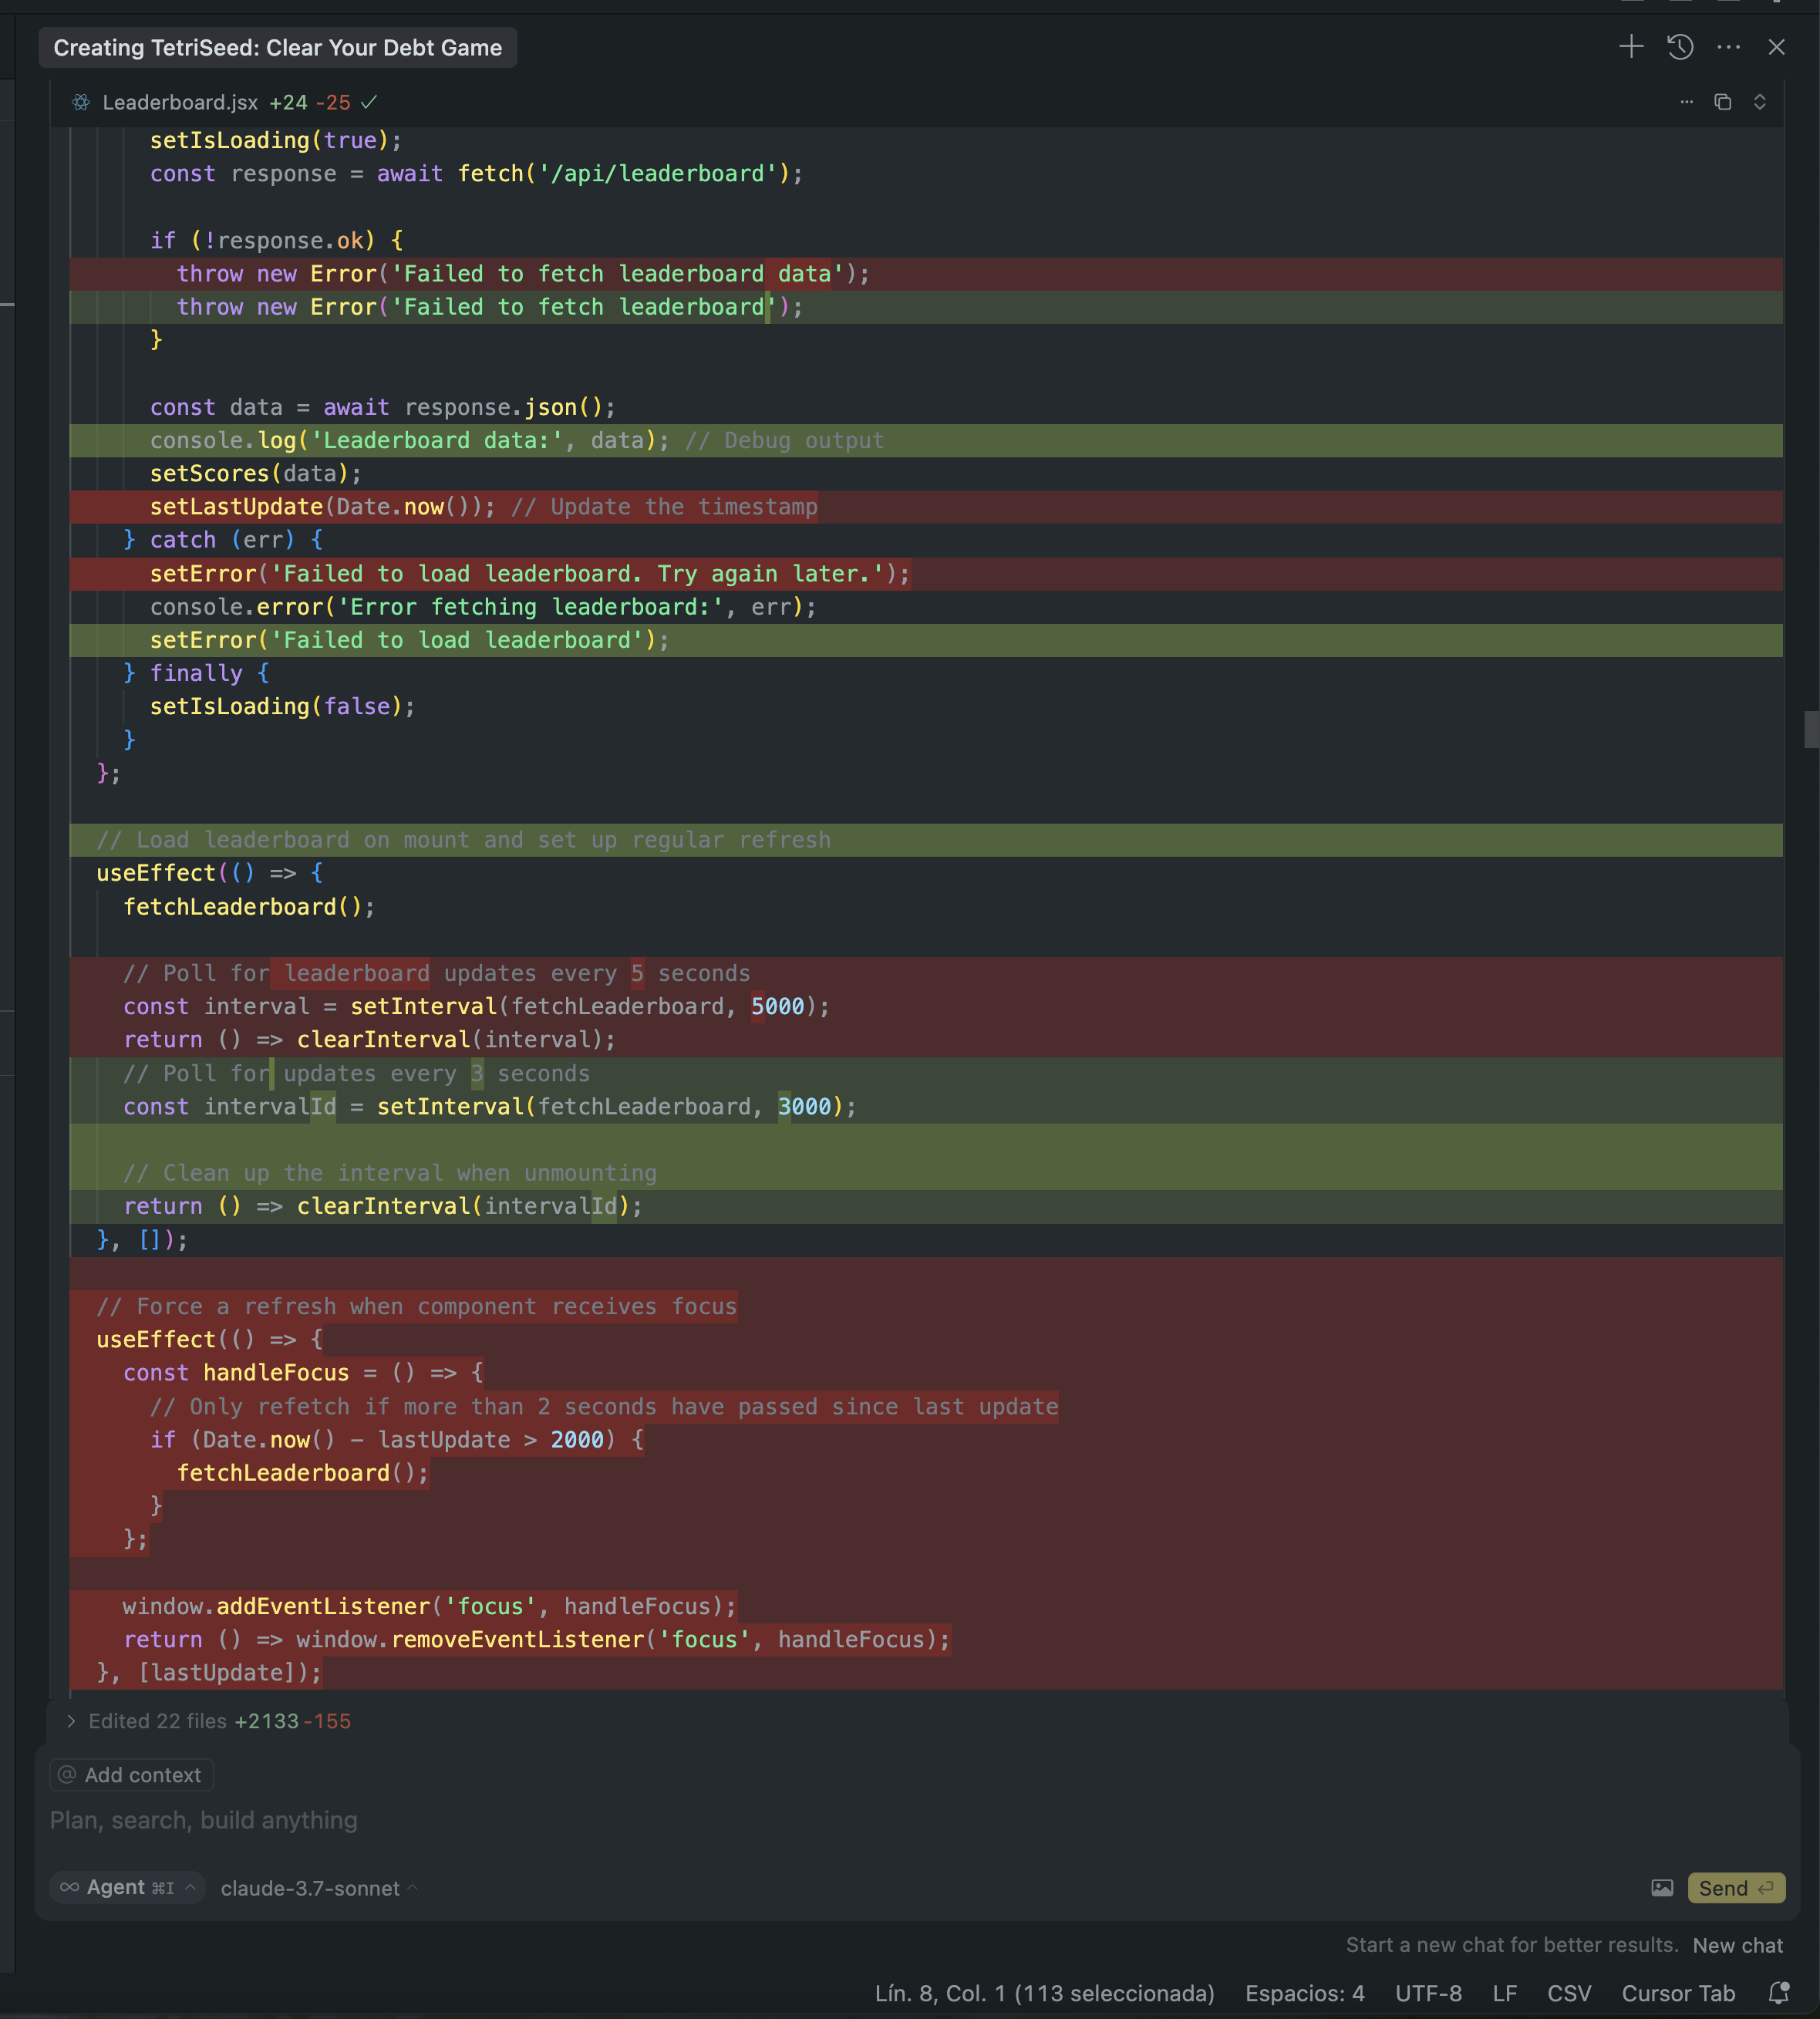 Creating TetriSeed: Clear Your Debt Game
Leaderboard.jsx +24 -25
setIsLoading(true);
const response = await fetch('/api/leaderboard');
if (!response.ok) {
throw new Error('Failed to fetch leaderboard data');
throw new Error('Failed to fetch leaderboard');
}
const data = await response.json();
console.log('Leaderboard data:', data); // Debug output
setScores(data);
setLastUpdate(Date.now()); // Update the timestamp
} catch (err) {
setError('Failed to load leaderboard. Try again later.');
console.error('Error fetching leaderboard:', err);
setError('Failed to load leaderboard');
} finally {
setIsLoading(false);
}
};
// Load leaderboard on mount and set up regular refresh
useEffect(() => {
fetchLeaderboard();
// Poll for leaderboard updates every 5 seconds
const interval = setInterval(fetchLeaderboard, 5000);
return () => clearInterval(interval);
// Poll for updates every 3 seconds
const intervalId = setInterval(fetchLeaderboard, 3000);
// Clean up the interval when unmounting
return () => clearInterval(intervalId);
}, []);
// Force a refresh when component receives focus
useEffect(() => {
const handleFocus = () => {
// Only refetch if more than 2 seconds have passed since last update
if (Date.now() - lastUpdate > 2000) {
fetchLeaderboard();
}
};
window.addEventListener('focus', handleFocus);
return () => window.removeEventListener('focus', handleFocus);
}, [lastUpdate]);
Edited 22 files +2133 -155
@ Add context
Plan, search, build anything
∞ Agent ⌘I claude-3.7-sonnet Send
Start a new chat for better results. New chat
Lín. 8, Col. 1 (113 seleccionada) Espacios: 4 UTF-8 LF CSV Cursor Tab